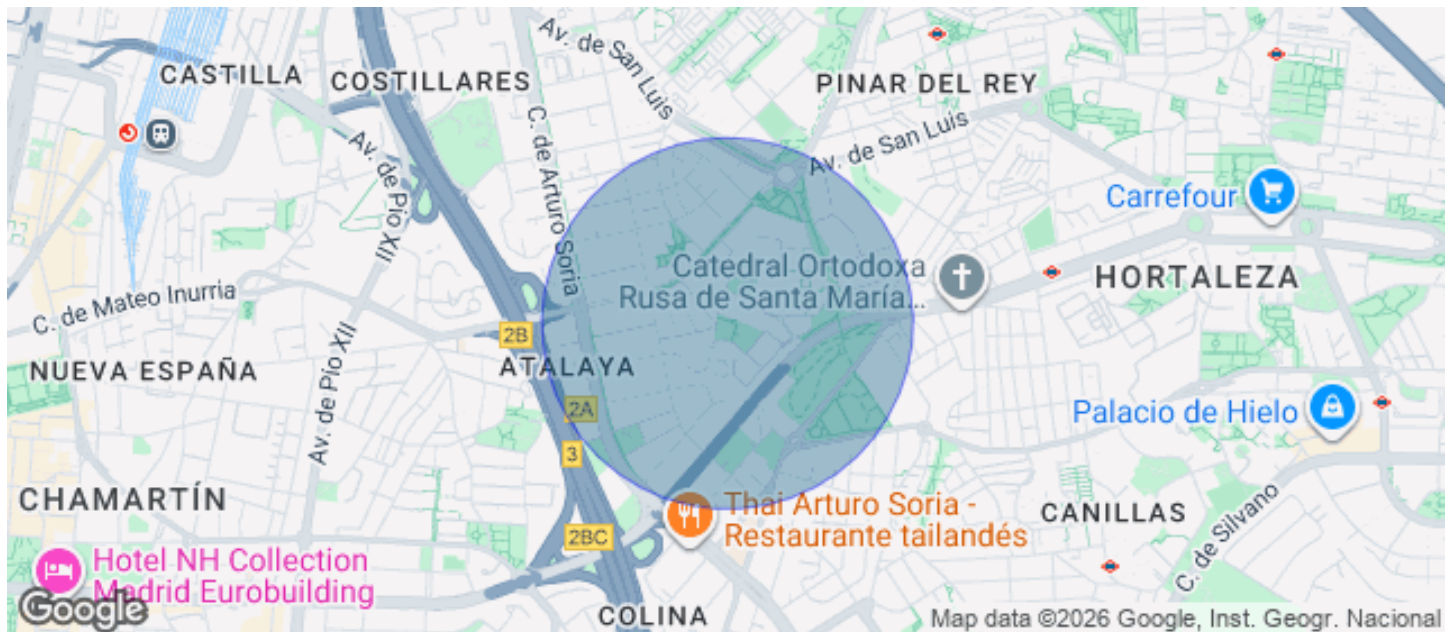 Av. de San Luis
CASTILLA
COSTILLARES
PINAR DEL REY
Av. de Pío XII
C. de Arturo Soria
Av. de San Luis
Carrefour
Catedral Ortodoxa
Rusa de Santa María...
HORTALEZA
C. de Mateo Inurria
2B
NUEVA ESPAÑA
ATALAYA
Av. de Pío XII
2A
Palacio de Hielo
3
CHAMARTÍN
Thai Arturo Soria -
Restaurante tailandés
CANILLAS
C. de Silvano
2BC
Hotel NH Collection
Madrid Eurobuilding
Google
COLINA
Map data ©2026 Google, Inst. Geogr. Nacional